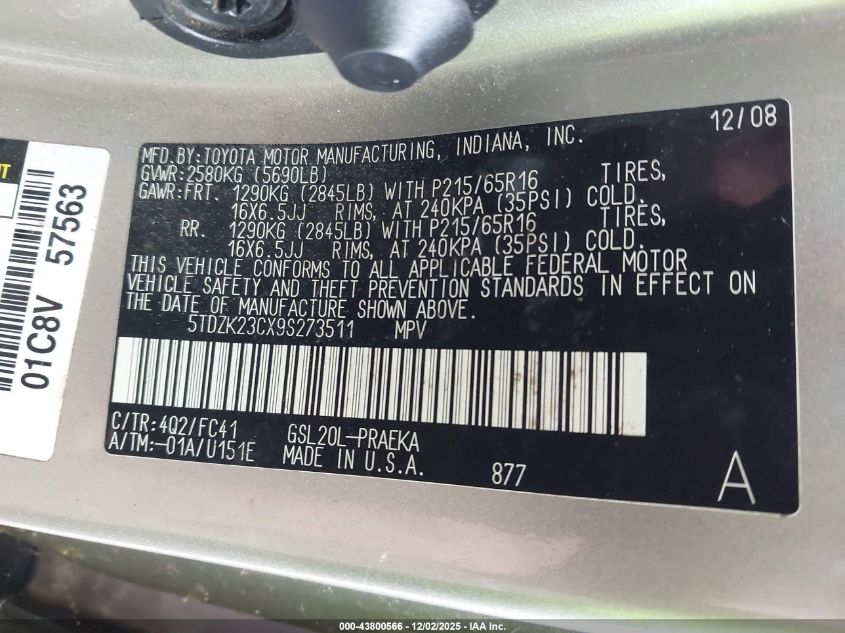 12/08
MFD.BY:TOYOTA MOTOR MANUFACTURING, INDIANA, INC.
GVWR:2580KG (5690LB)
GAWR:FRT. 1290KG (2845LB) WITH P215/65R16 TIRES,
16X6.5JJ RIMS, AT 240KPA (35PSI) COLD.
RR. 1290KG (2845LB) WITH P215/65R16 TIRES,
16X6.5JJ RIMS, AT 240KPA (35PSI) COLD.
THIS VEHICLE CONFORMS TO ALL APPLICABLE FEDERAL MOTOR
VEHICLE SAFETY AND THEFT PREVENTION STANDARDS IN EFFECT ON
THE DATE OF MANUFACTURE SHOWN ABOVE.
5TDZK23CX9S273511 MPV
C/TR:4Q2/FC41 GSL20L-PRAEKA
A/TM:-01A/U151E MADE IN U.S.A. 877 A
01C8V 57563
000-43800566 - 12/02/2025 - IAA Inc.